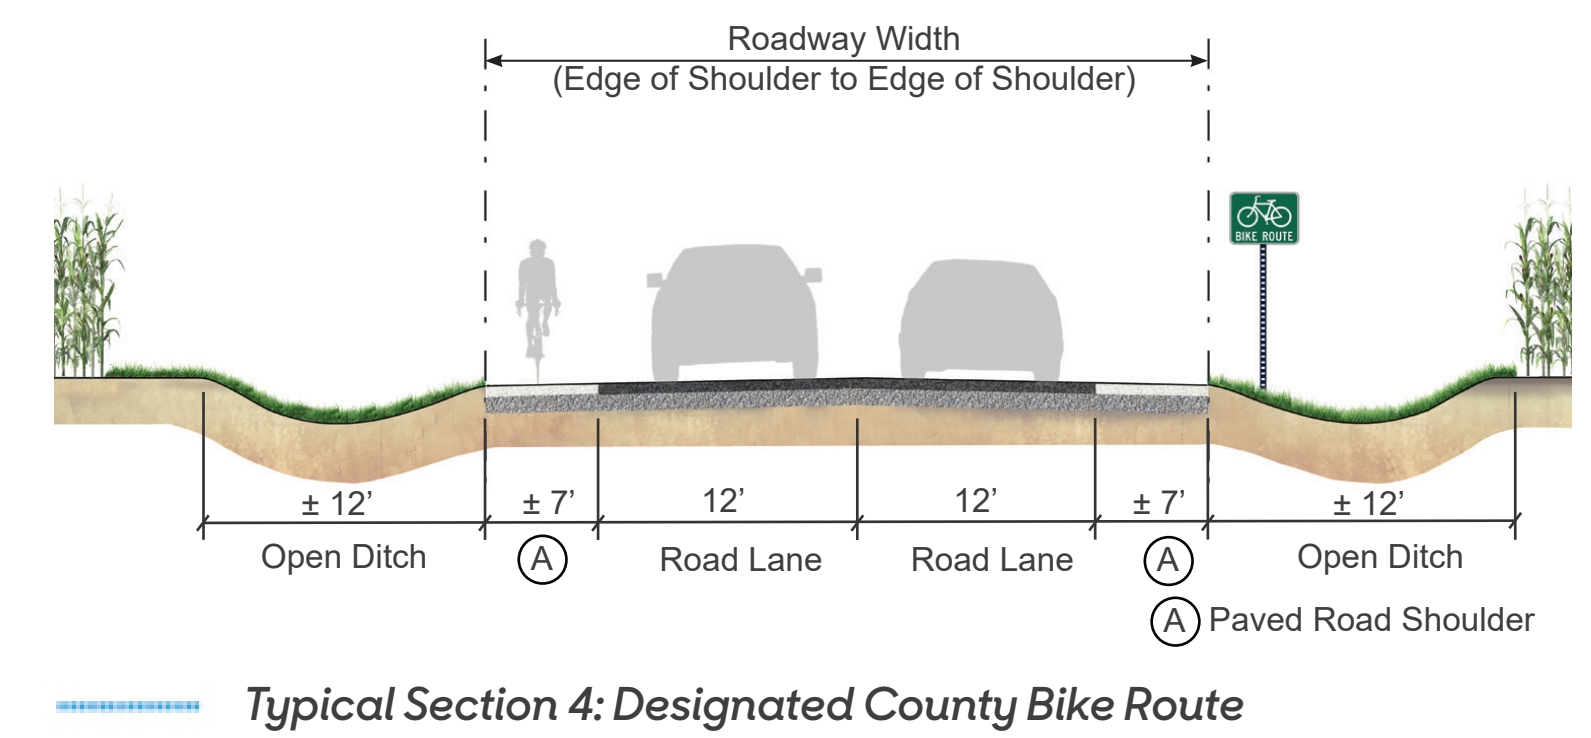 Roadway Width
(Edge of Shoulder to Edge of Shoulder)
BIKE ROUTE
± 12’
± 7’
12’
12’
± 7’
± 12’
Open Ditch
A
Road Lane
Road Lane
A
Open Ditch
A Paved Road Shoulder
Typical Section 4: Designated County Bike Route